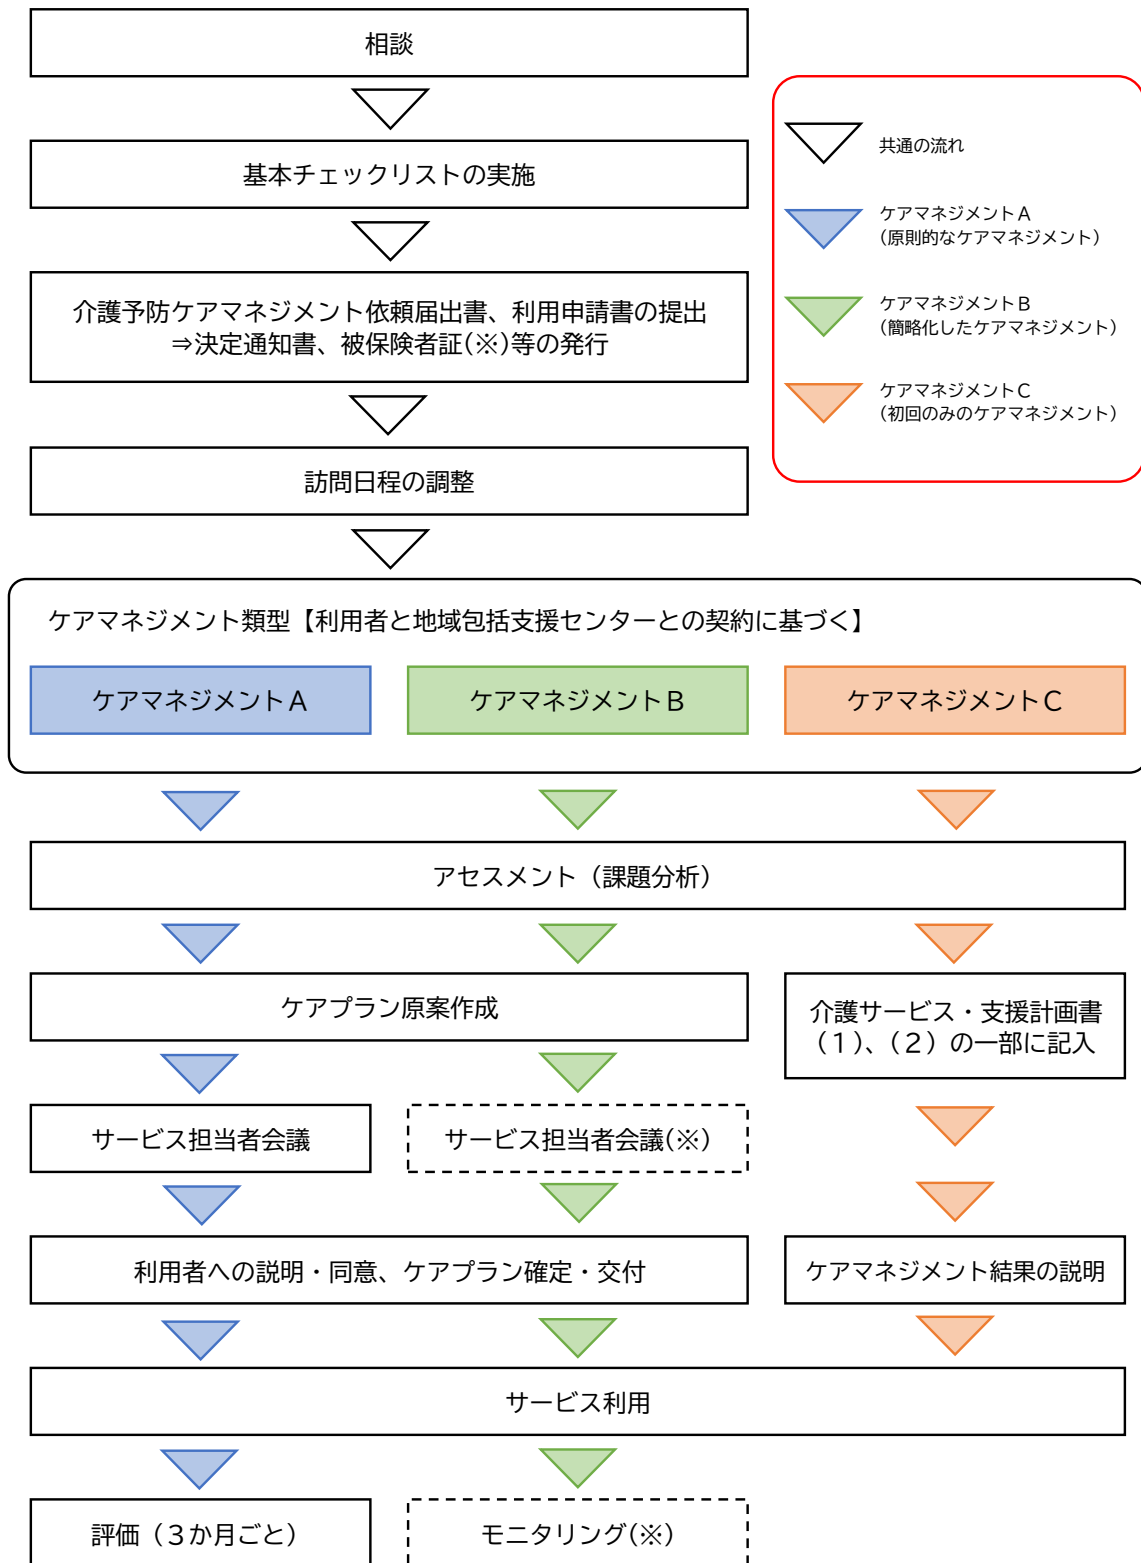 相談
基本チェックリストの実施
介護予防ケアマネジメント依頼届出書、利用申請書の提出
⇒決定通知書、被保険者証(※)等の発行
訪問日程の調整
共通の流れ
ケアマネジメントA
(原則的なケアマネジメント)
ケアマネジメントB
(簡略化したケアマネジメント)
ケアマネジメントC
(初回のみのケアマネジメント)
ケアマネジメント類型【利用者と地域包括支援センターとの契約に基づく】
ケアマネジメントA
ケアマネジメントB
ケアマネジメントC
アセスメント（課題分析）
ケアプラン原案作成
介護サービス・支援計画書
（１）、（２）の一部に記入
サービス担当者会議
サービス担当者会議(※)
利用者への説明・同意、ケアプラン確定・交付
ケアマネジメント結果の説明
サービス利用
評価（３か月ごと）
モニタリング(※)